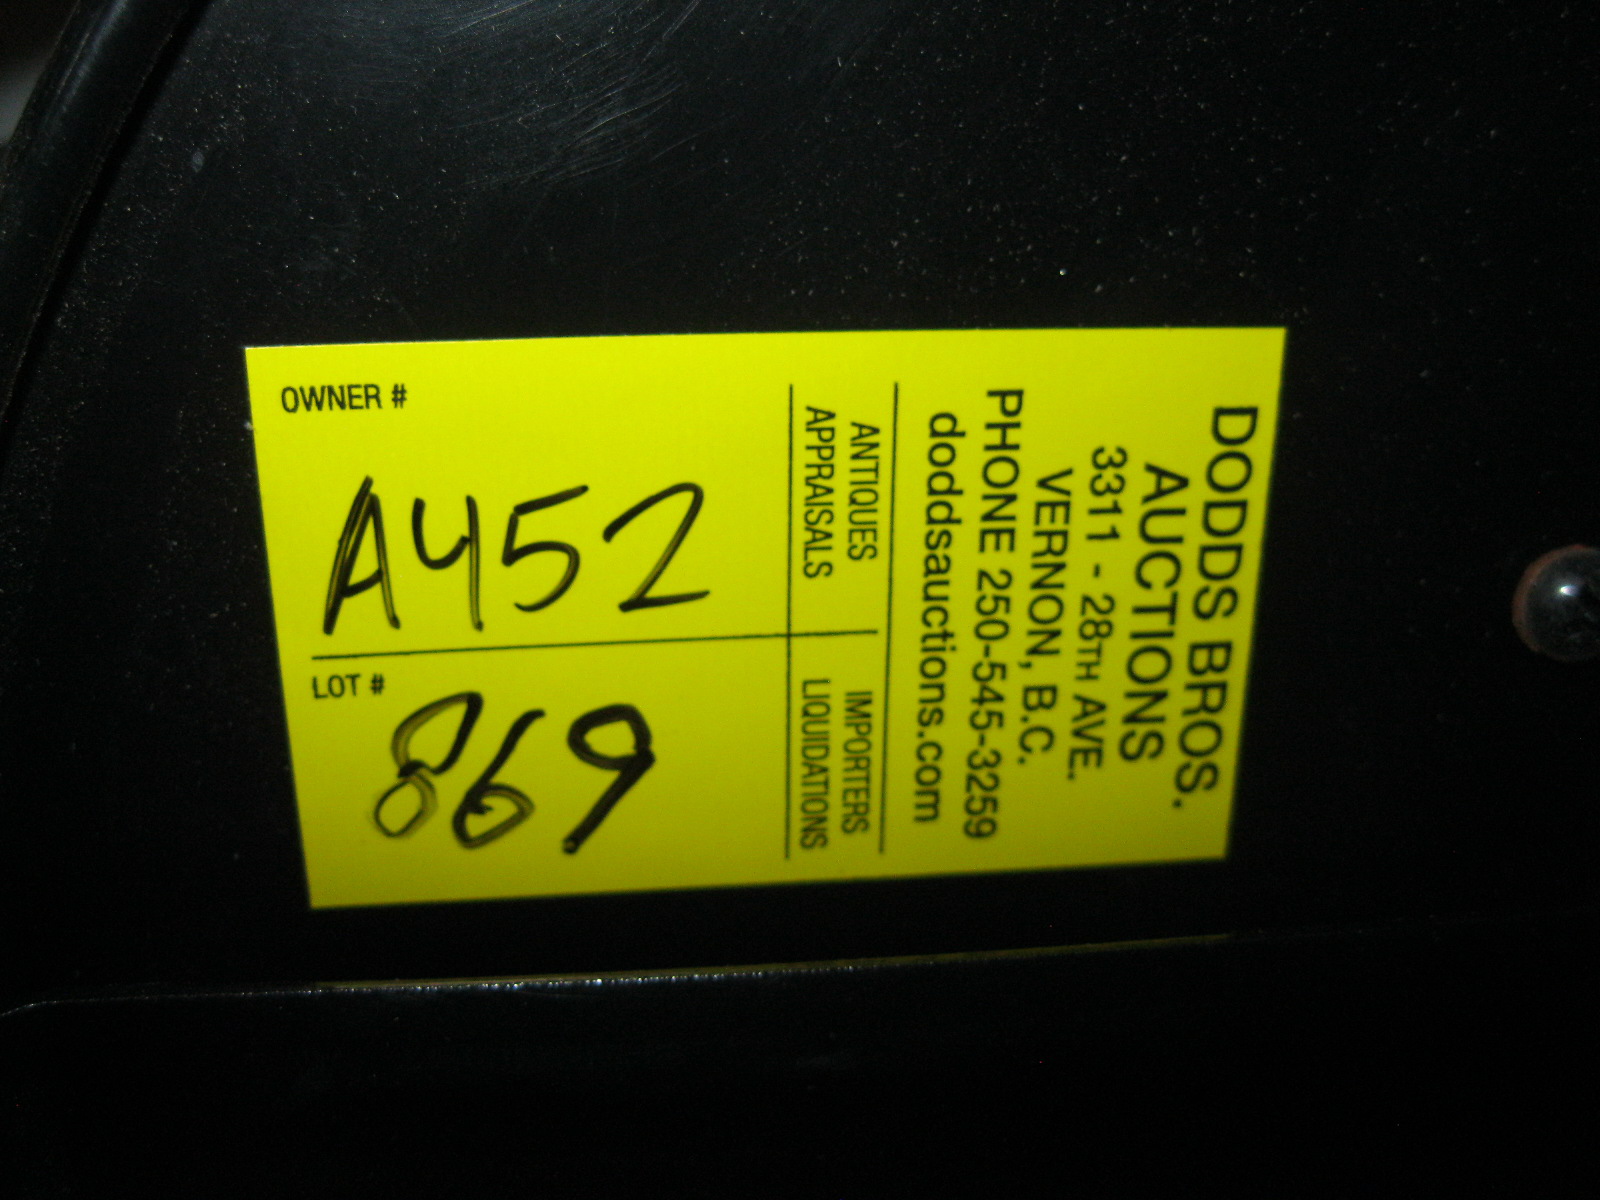 DODDS BROS.
AUCTIONS
3311 - 28TH AVE.
VERNON, B.C.
PHONE 250-545-3259
doddsauctions.com
ANTIQUES
APPRAISALS
IMPORTERS
LIQUIDATIONS
OWNER #
A452
LOT #
869